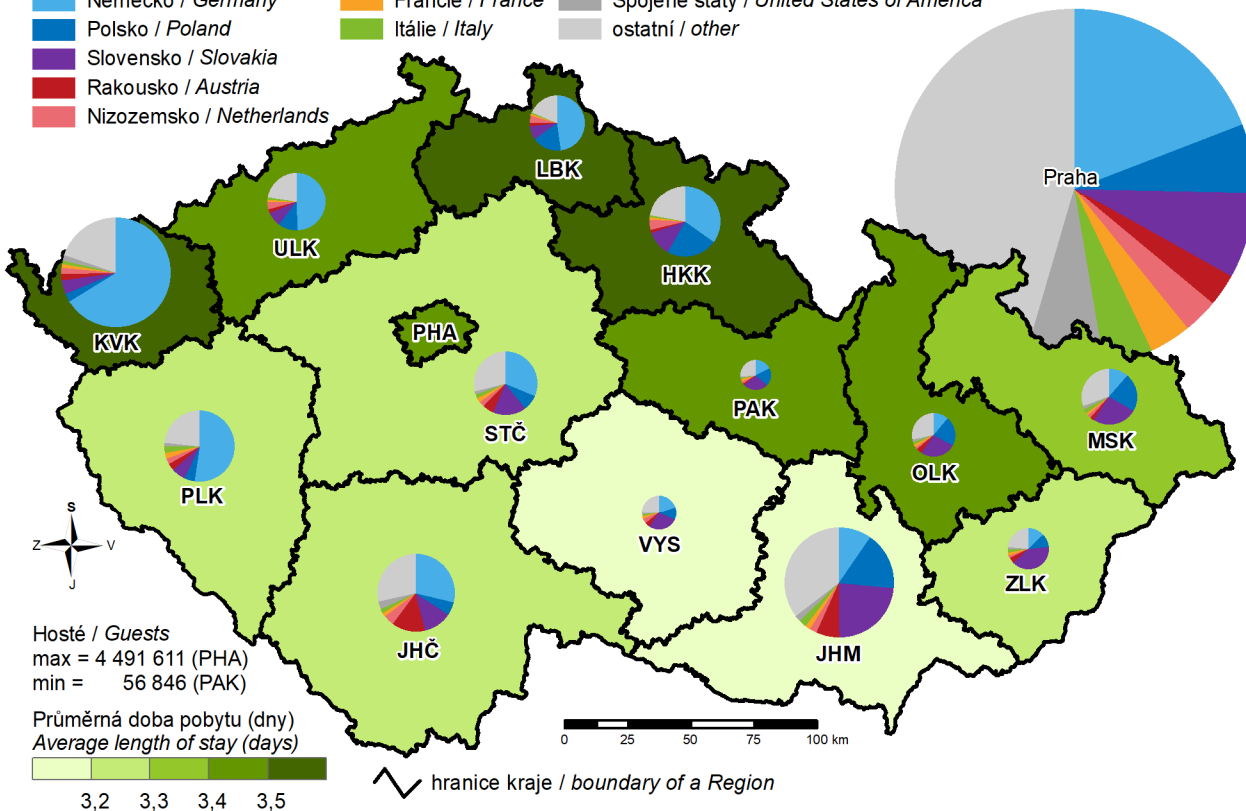 Německo / Germany
Francie / France
Spojené státy / United States of America
Polsko / Poland
Itálie / Italy
ostatní / other
Slovensko / Slovakia
Rakousko / Austria
Nizozemsko / Netherlands
Praha
LBK
ULK
HKK
KVK
PHA
PAK
STČ
MSK
OLK
PLK
S
Z V
J
VYS
ZLK
JHČ
JHM
Hosté / Guests
max = 4 491 611 (PHA)
min = 56 846 (PAK)
Průměrná doba pobytu (dny)
Average length of stay (days)
3,2 3,3 3,4 3,5
0 25 50 75 100 km
hranice kraje / boundary of a Region